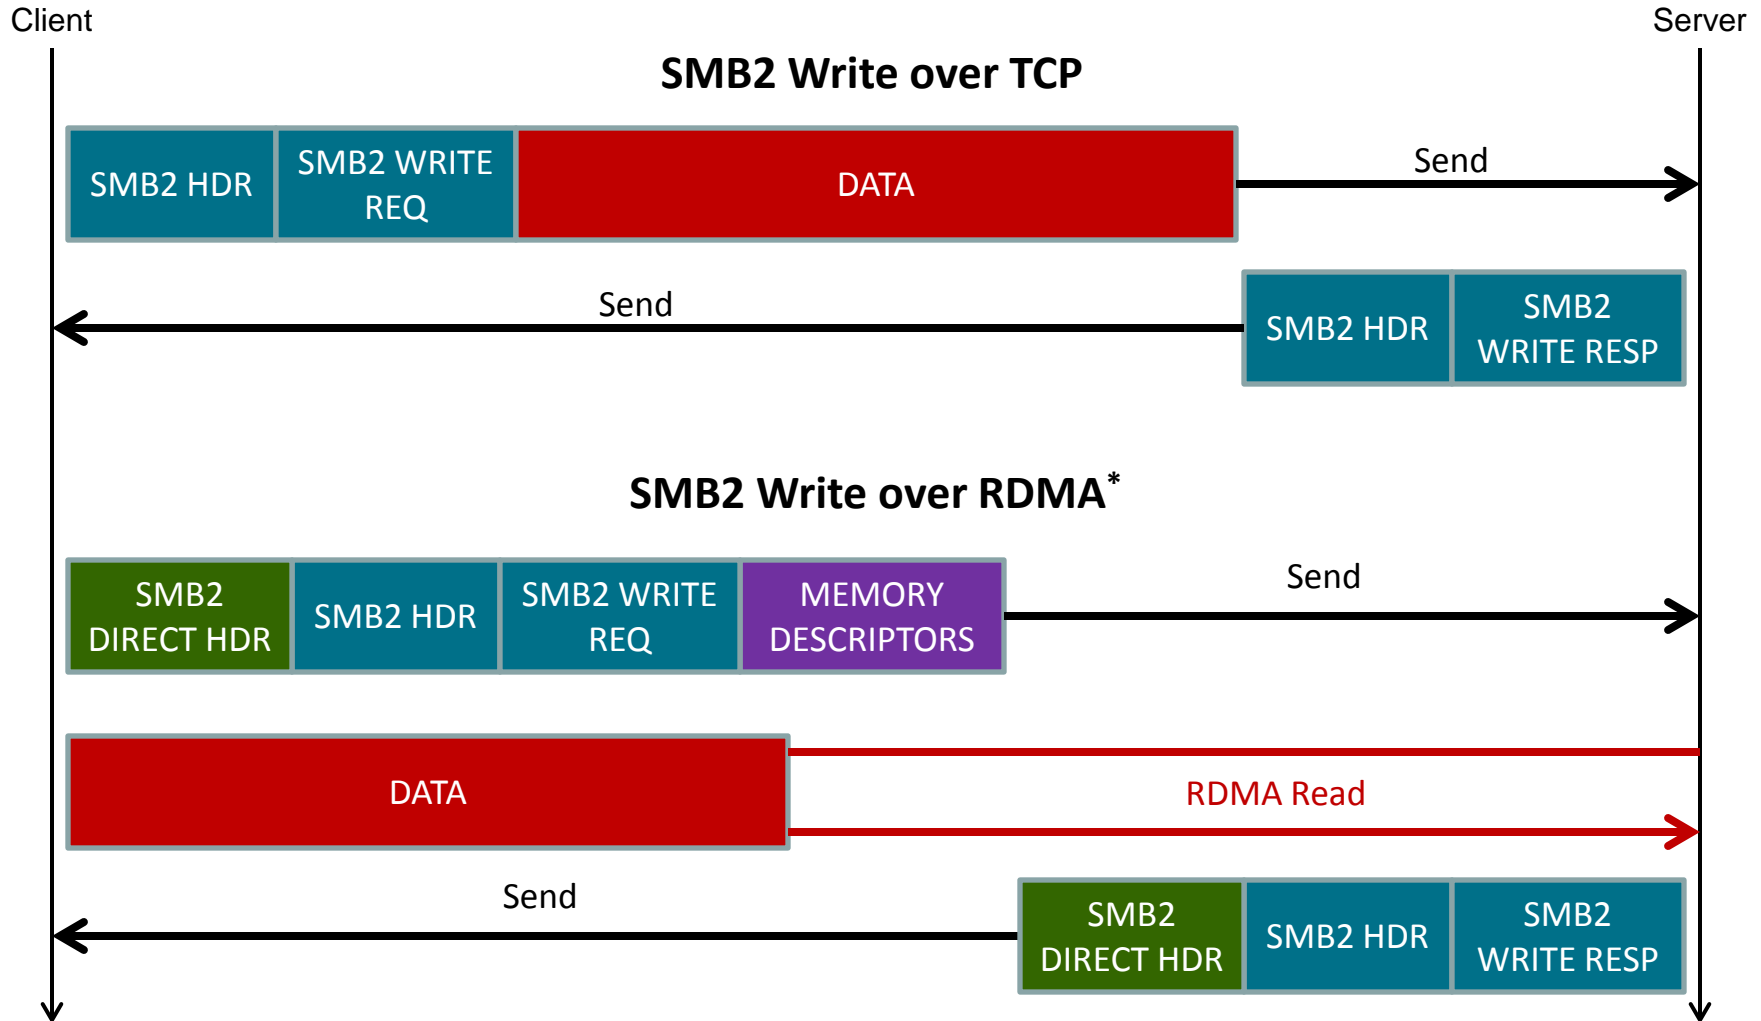 Client
Server
SMB2 Write over TCP
SMB2 HDR
SMB2 WRITE
REQ
DATA
Send
Send
SMB2 HDR
SMB2
WRITE RESP
SMB2 Write over RDMA*
SMB2
DIRECT HDR
SMB2 HDR
SMB2 WRITE
REQ
MEMORY
DESCRIPTORS
Send
DATA
RDMA Read
Send
SMB2
DIRECT HDR
SMB2 HDR
SMB2
WRITE RESP